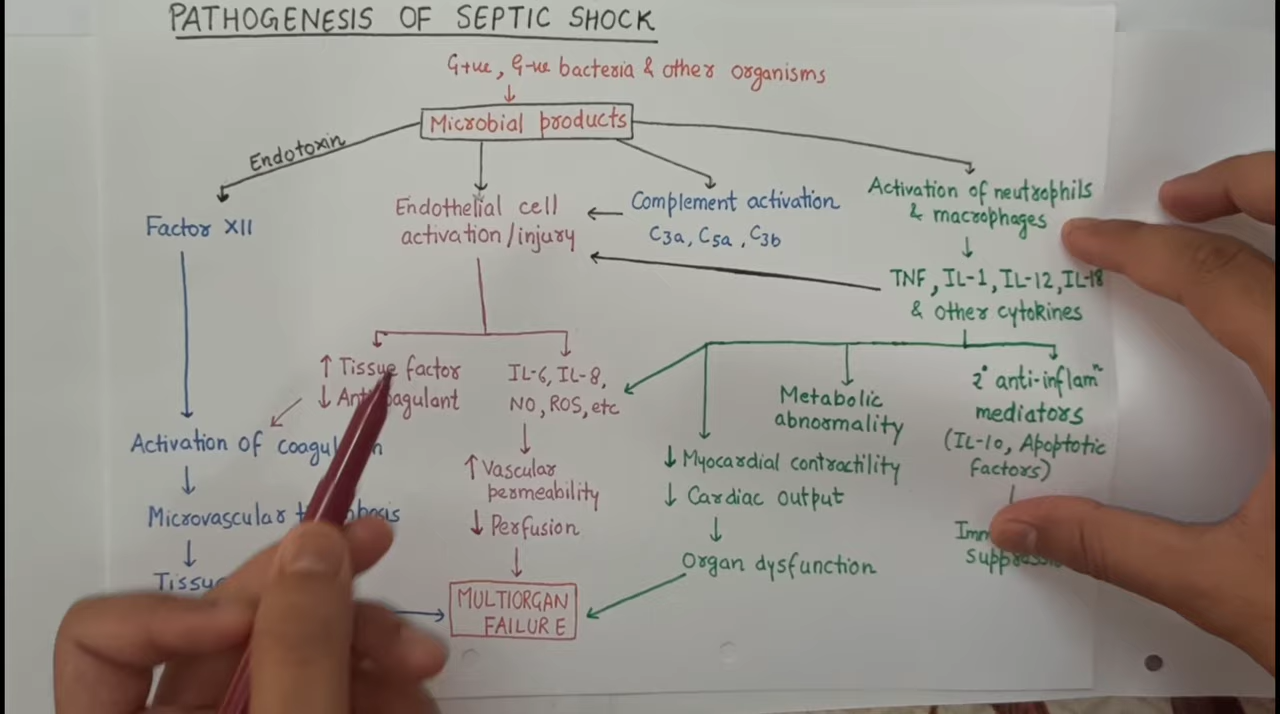 PATHOGENESIS OF SEPTIC SHOCK
G+ve, G-ve bacteria & other organisms
↓
Microbial products
Endotoxin
Factor XII
Endothelial cell
activation/injury
Complement activation
C3a, C5a, C3b
Activation of neutrophils
& macrophages
↓
TNF, IL-1, IL-12, IL-18
& other cytokines
↑ Tissue factor
↓ Anticoagulant
IL-6, IL-8,
NO, ROS, etc
↓
↑ Vascular
permeability
↓ Perfusion
↓
Activation of
↓
Microvascular
↓
MULTIORGAN
FAILURE
Metabolic
abnormality
↓ Myocardial contractility
↓ Cardiac output
↓
Organ dysfunction
2° anti-inflamⁿ
mediators
(IL-10, Apoptotic
factors)